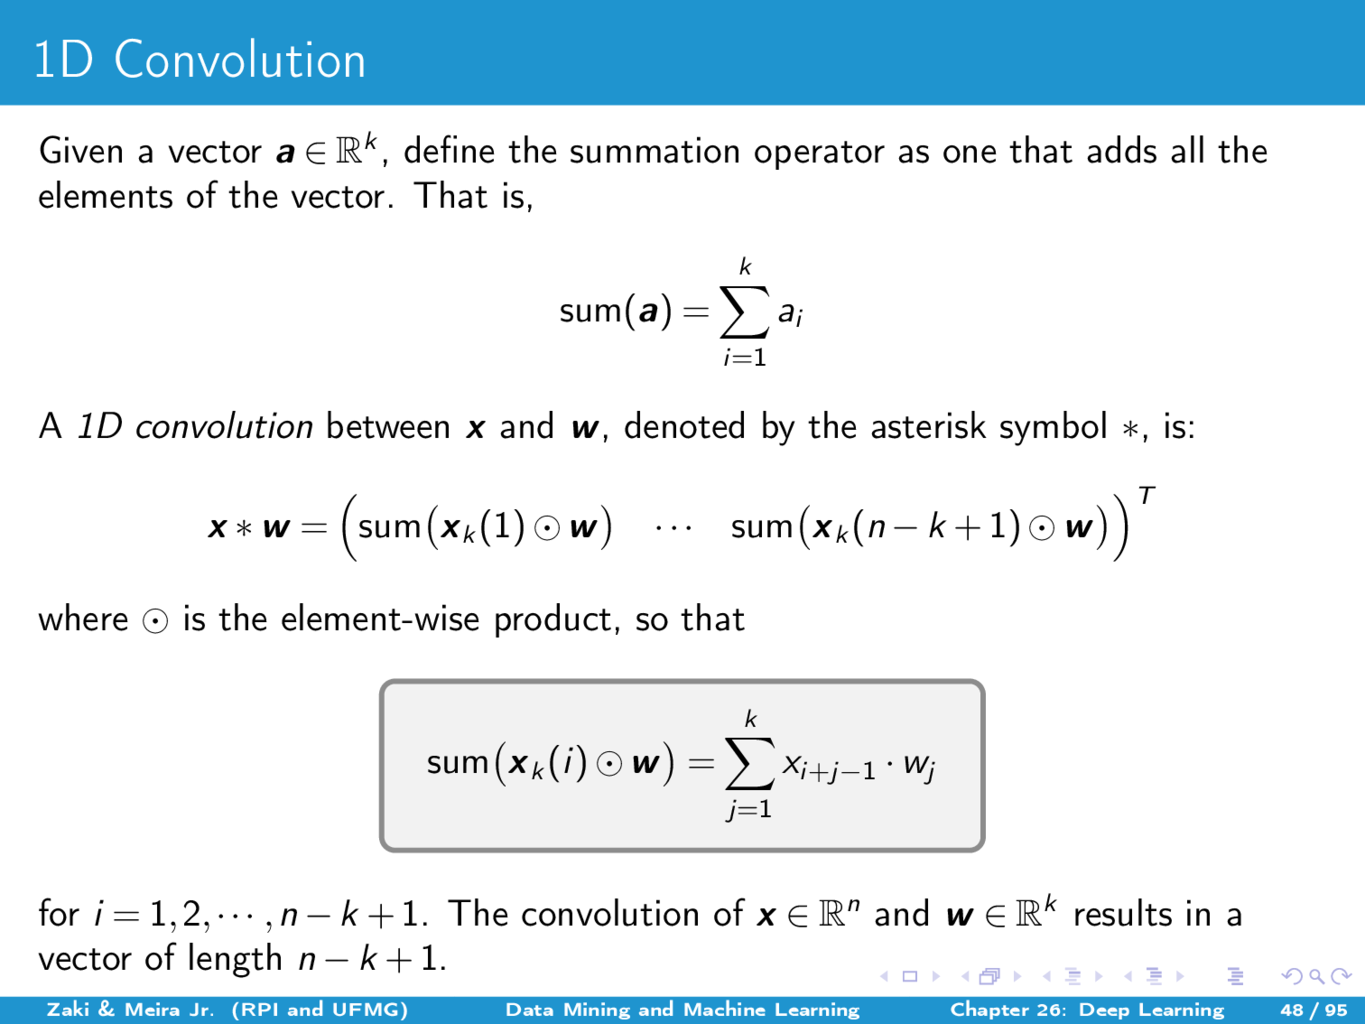 1D Convolution
Given a vector a ∈ ℝ^k, define the summation operator as one that adds all the
elements of the vector. That is,
sum(a) = ∑_{i=1}^{k} a_i
A 1D convolution between x and w, denoted by the asterisk symbol ∗, is:
x ∗ w = (sum(x_k(1) ⊙ w) ⋯ sum(x_k(n − k + 1) ⊙ w))^T
where ⊙ is the element-wise product, so that
sum(x_k(i) ⊙ w) = ∑_{j=1}^{k} x_{i+j−1} · w_j
for i = 1, 2, ⋯ , n − k + 1. The convolution of x ∈ ℝ^n and w ∈ ℝ^k results in a
vector of length n − k + 1.
Zaki & Meira Jr. (RPI and UFMG) Data Mining and Machine Learning Chapter 26: Deep Learning 48 / 95